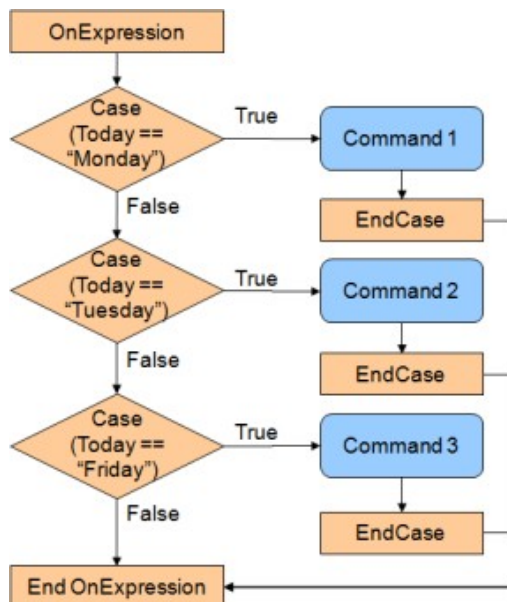 OnExpression
Case
(Today ==
“Monday”)
True
Command 1
False
EndCase
Case
(Today ==
“Tuesday”)
True
Command 2
False
EndCase
Case
(Today ==
“Friday”)
True
Command 3
False
EndCase
End OnExpression